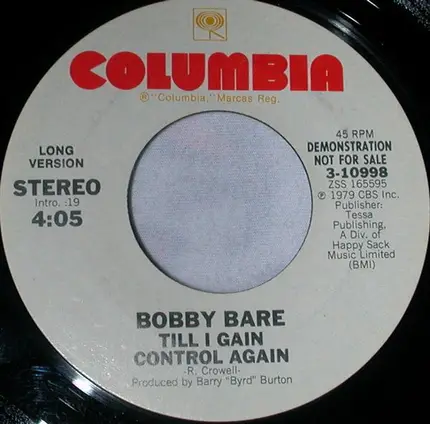 COLUMBIA
® "Columbia," Marcas Reg.
LONG
VERSION
STEREO
Intro. :19
4:05
45 RPM
DEMONSTRATION
NOT FOR SALE
3-10998
ZSS 165595
Ⓟ 1979 CBS Inc.
Publisher:
Tessa
Publishing,
A Div. of
Happy Sack
Music Limited
(BMI)
BOBBY BARE
TILL I GAIN
CONTROL AGAIN
-R. Crowell-
Produced by Barry "Byrd" Burton